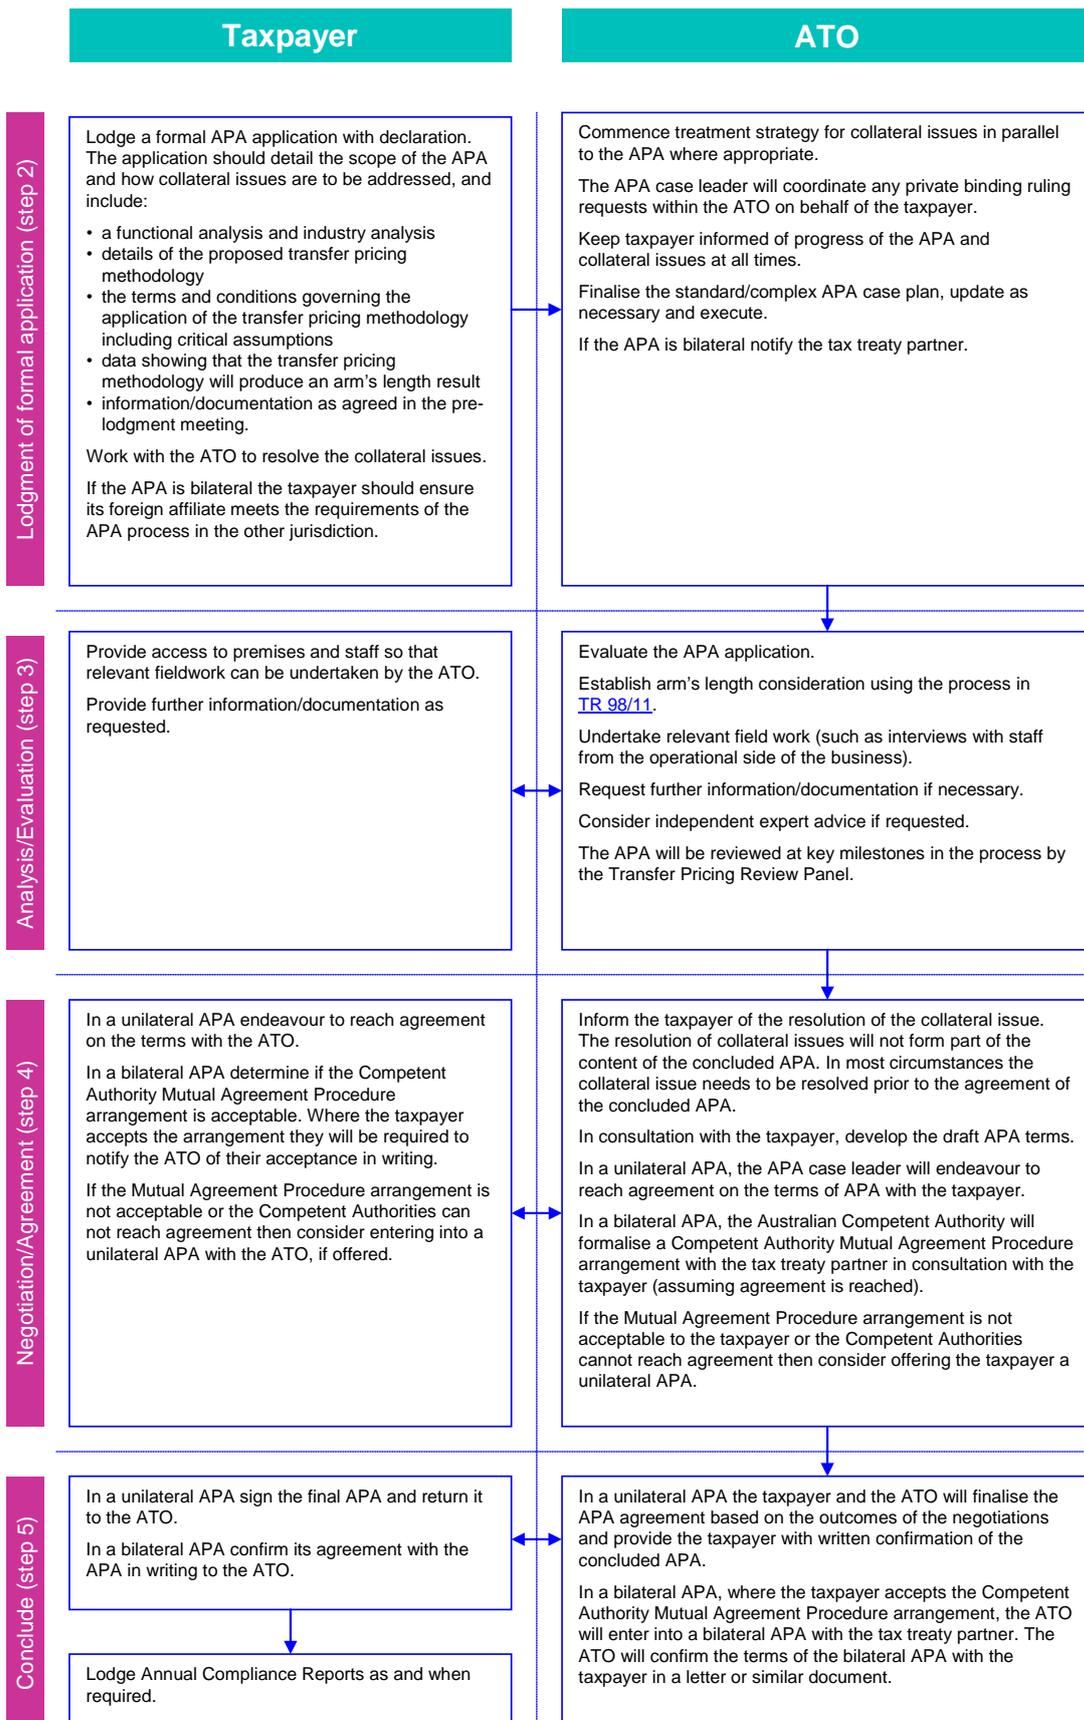 Taxpayer
ATO
Lodgment of formal application (step 2)
Lodge a formal APA application with declaration.
The application should detail the scope of the APA
and how collateral issues are to be addressed, and
include:
• a functional analysis and industry analysis
• details of the proposed transfer pricing
methodology
• the terms and conditions governing the
application of the transfer pricing methodology
including critical assumptions
• data showing that the transfer pricing
methodology will produce an arm's length result
• information/documentation as agreed in the pre-
lodgment meeting.
Work with the ATO to resolve the collateral issues.
If the APA is bilateral the taxpayer should ensure
its foreign affiliate meets the requirements of the
APA process in the other jurisdiction.
Commence treatment strategy for collateral issues in parallel
to the APA where appropriate.
The APA case leader will coordinate any private binding ruling
requests within the ATO on behalf of the taxpayer.
Keep taxpayer informed of progress of the APA and
collateral issues at all times.
Finalise the standard/complex APA case plan, update as
necessary and execute.
If the APA is bilateral notify the tax treaty partner.
Analysis/Evaluation (step 3)
Provide access to premises and staff so that
relevant fieldwork can be undertaken by the ATO.
Provide further information/documentation as
requested.
Evaluate the APA application.
Establish arm's length consideration using the process in
TR 98/11.
Undertake relevant field work (such as interviews with staff
from the operational side of the business).
Request further information/documentation if necessary.
Consider independent expert advice if requested.
The APA will be reviewed at key milestones in the process by
the Transfer Pricing Review Panel.
Negotiation/Agreement (step 4)
In a unilateral APA endeavour to reach agreement
on the terms with the ATO.
In a bilateral APA determine if the Competent
Authority Mutual Agreement Procedure
arrangement is acceptable. Where the taxpayer
accepts the arrangement they will be required to
notify the ATO of their acceptance in writing.
If the Mutual Agreement Procedure arrangement is
not acceptable or the Competent Authorities can
not reach agreement then consider entering into a
unilateral APA with the ATO, if offered.
Inform the taxpayer of the resolution of the collateral issue.
The resolution of collateral issues will not form part of the
content of the concluded APA. In most circumstances the
collateral issue needs to be resolved prior to the agreement of
the concluded APA.
In consultation with the taxpayer, develop the draft APA terms.
In a unilateral APA, the APA case leader will endeavour to
reach agreement on the terms of APA with the taxpayer.
In a bilateral APA, the Australian Competent Authority will
formalise a Competent Authority Mutual Agreement Procedure
arrangement with the tax treaty partner in consultation with the
taxpayer (assuming agreement is reached).
If the Mutual Agreement Procedure arrangement is not
acceptable to the taxpayer or the Competent Authorities
cannot reach agreement then consider offering the taxpayer a
unilateral APA.
Conclude (step 5)
In a unilateral APA sign the final APA and return it
to the ATO.
In a bilateral APA confirm its agreement with the
APA in writing to the ATO.
Lodge Annual Compliance Reports as and when
required.
In a unilateral APA the taxpayer and the ATO will finalise the
APA agreement based on the outcomes of the negotiations
and provide the taxpayer with written confirmation of the
concluded APA.
In a bilateral APA, where the taxpayer accepts the Competent
Authority Mutual Agreement Procedure arrangement, the ATO
will enter into a bilateral APA with the tax treaty partner. The
ATO will confirm the terms of the bilateral APA with the
taxpayer in a letter or similar document.